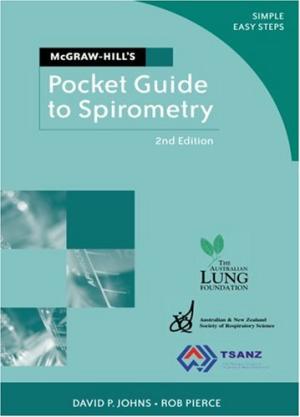 SIMPLE
EASY STEPS
McGRAW-HILL'S
Pocket Guide
to Spirometry
2nd Edition
THE
AUSTRALIAN
LUNG
FOUNDATION
Australian & New Zealand
Society of Respiratory Science
TSANZ
DAVID P. JOHNS • ROB PIERCE